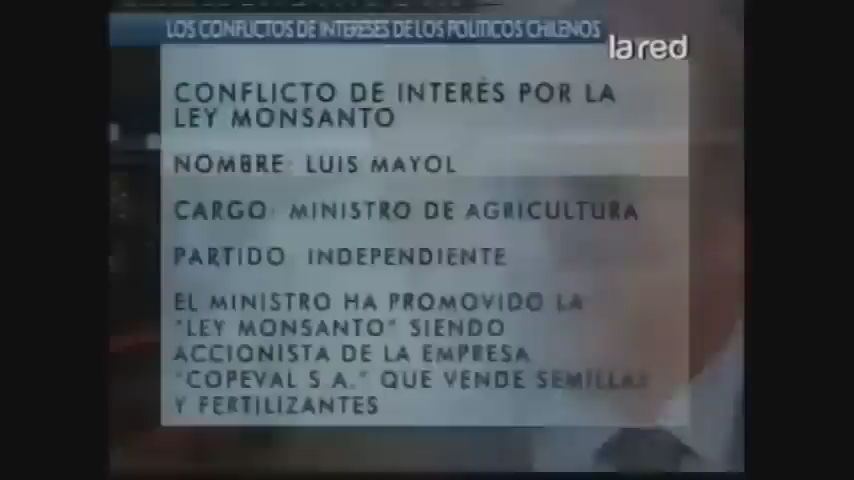 LOS CONFLICTOS DE INTERESES DE LOS POLITICOS CHILENOS
la red
CONFLICTO DE INTERÉS POR LA
LEY MONSANTO
NOMBRE: LUIS MAYOL
CARGO: MINISTRO DE AGRICULTURA
PARTIDO: INDEPENDIENTE
EL MINISTRO HA PROMOVIDO LA
"LEY MONSANTO" SIENDO
ACCIONISTA DE LA EMPRESA
"COPEVAL S.A." QUE VENDE SEMILLAS
Y FERTILIZANTES